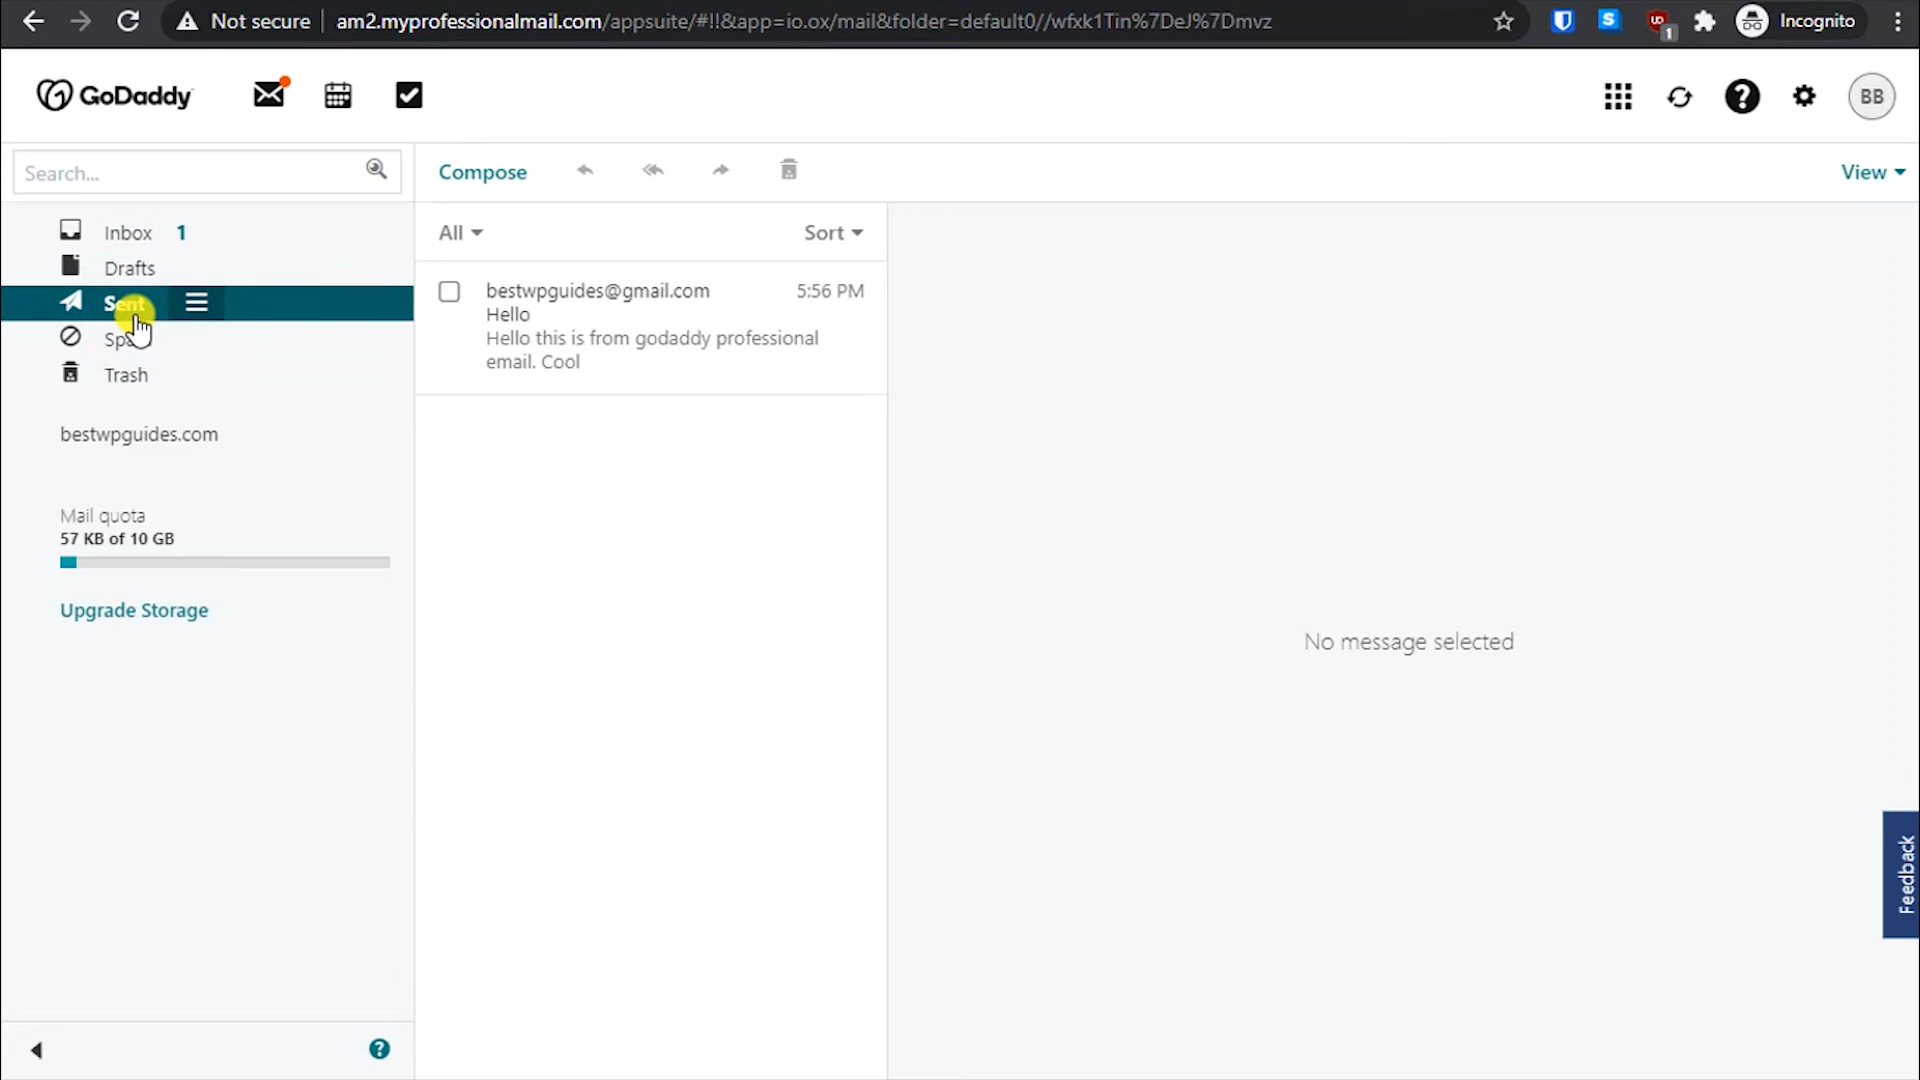 Not secure
am2.myprofessionalmail.com/appsuite/#!!&app=io.ox/mail&folder=default0//wfxk1Tin%7DeJ%7Dmvz
1
Incognito
GoDaddy
BB
Search...
Compose
View
Inbox 1
Drafts
Sent
Trash
bestwpguides.com
Mail quota
57 KB of 10 GB
Upgrade Storage
All
Sort
bestwpguides@gmail.com 5:56 PM
Hello
Hello this is from godaddy professional
email. Cool
No message selected
Feedback